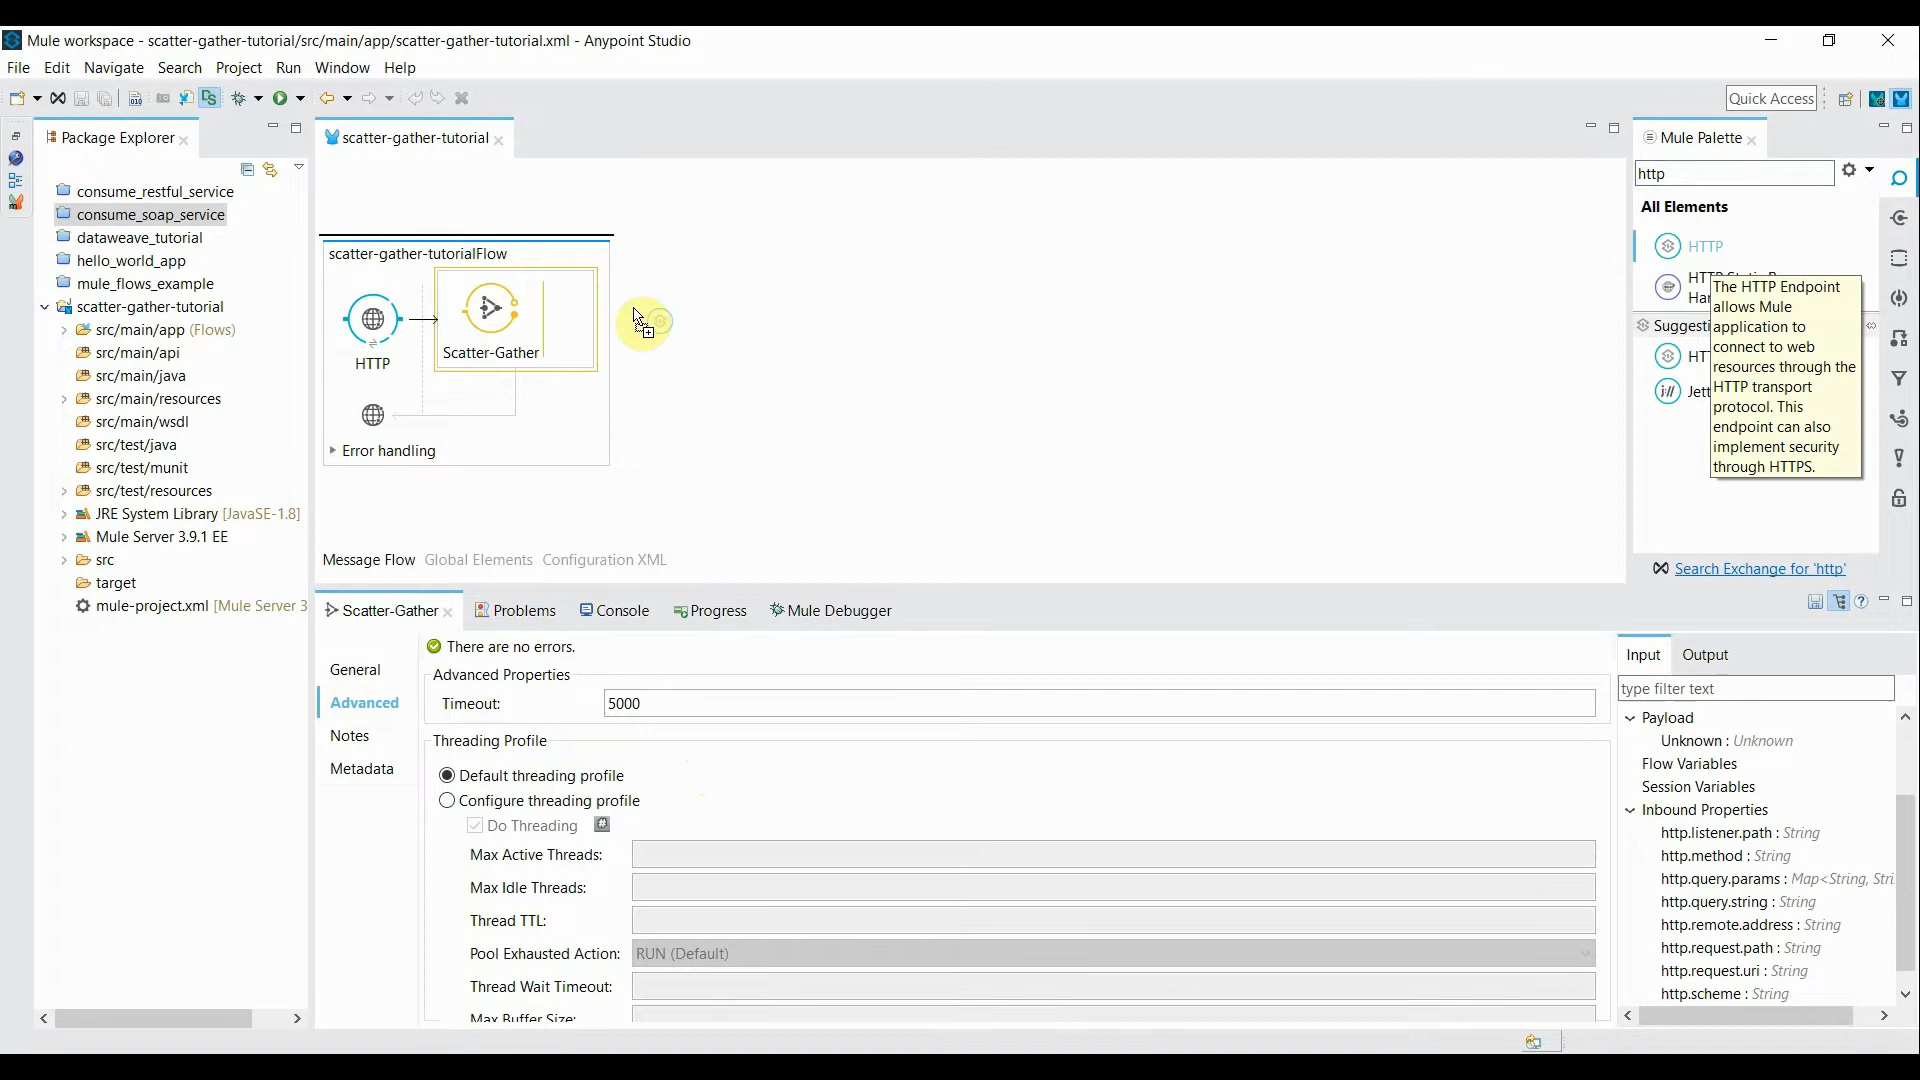 Mule workspace - scatter-gather-tutorial/src/main/app/scatter-gather-tutorial.xml - Anypoint Studio
File Edit Navigate Search Project Run Window Help
Quick Access
Package Explorer
consume_restful_service
consume_soap_service
dataweave_tutorial
hello_world_app
mule_flows_example
scatter-gather-tutorial
src/main/app (Flows)
src/main/api
src/main/java
src/main/resources
src/main/wsdl
src/test/java
src/test/munit
src/test/resources
JRE System Library [JavaSE-1.8]
Mule Server 3.9.1 EE
src
target
mule-project.xml [Mule Server 3
scatter-gather-tutorial
scatter-gather-tutorialFlow
HTTP
Scatter-Gather
Error handling
Message Flow Global Elements Configuration XML
Mule Palette
http
All Elements
HTTP
The HTTP Endpoint
allows Mule
application to
connect to web
resources through the
HTTP transport
protocol. This
endpoint can also
implement security
through HTTPS.
Search Exchange for 'http'
Scatter-Gather Problems Console Progress Mule Debugger
General
Advanced
Notes
Metadata
There are no errors.
Advanced Properties
Timeout: 5000
Threading Profile
Default threading profile
Configure threading profile
Do Threading
Max Active Threads:
Max Idle Threads:
Thread TTL:
Pool Exhausted Action: RUN (Default)
Thread Wait Timeout:
Max Buffer Size:
Input Output
type filter text
Payload
Unknown : Unknown
Flow Variables
Session Variables
Inbound Properties
http.listener.path : String
http.method : String
http.query.params : Map<String, Stri
http.query.string : String
http.remote.address : String
http.request.path : String
http.request.uri : String
http.scheme : String